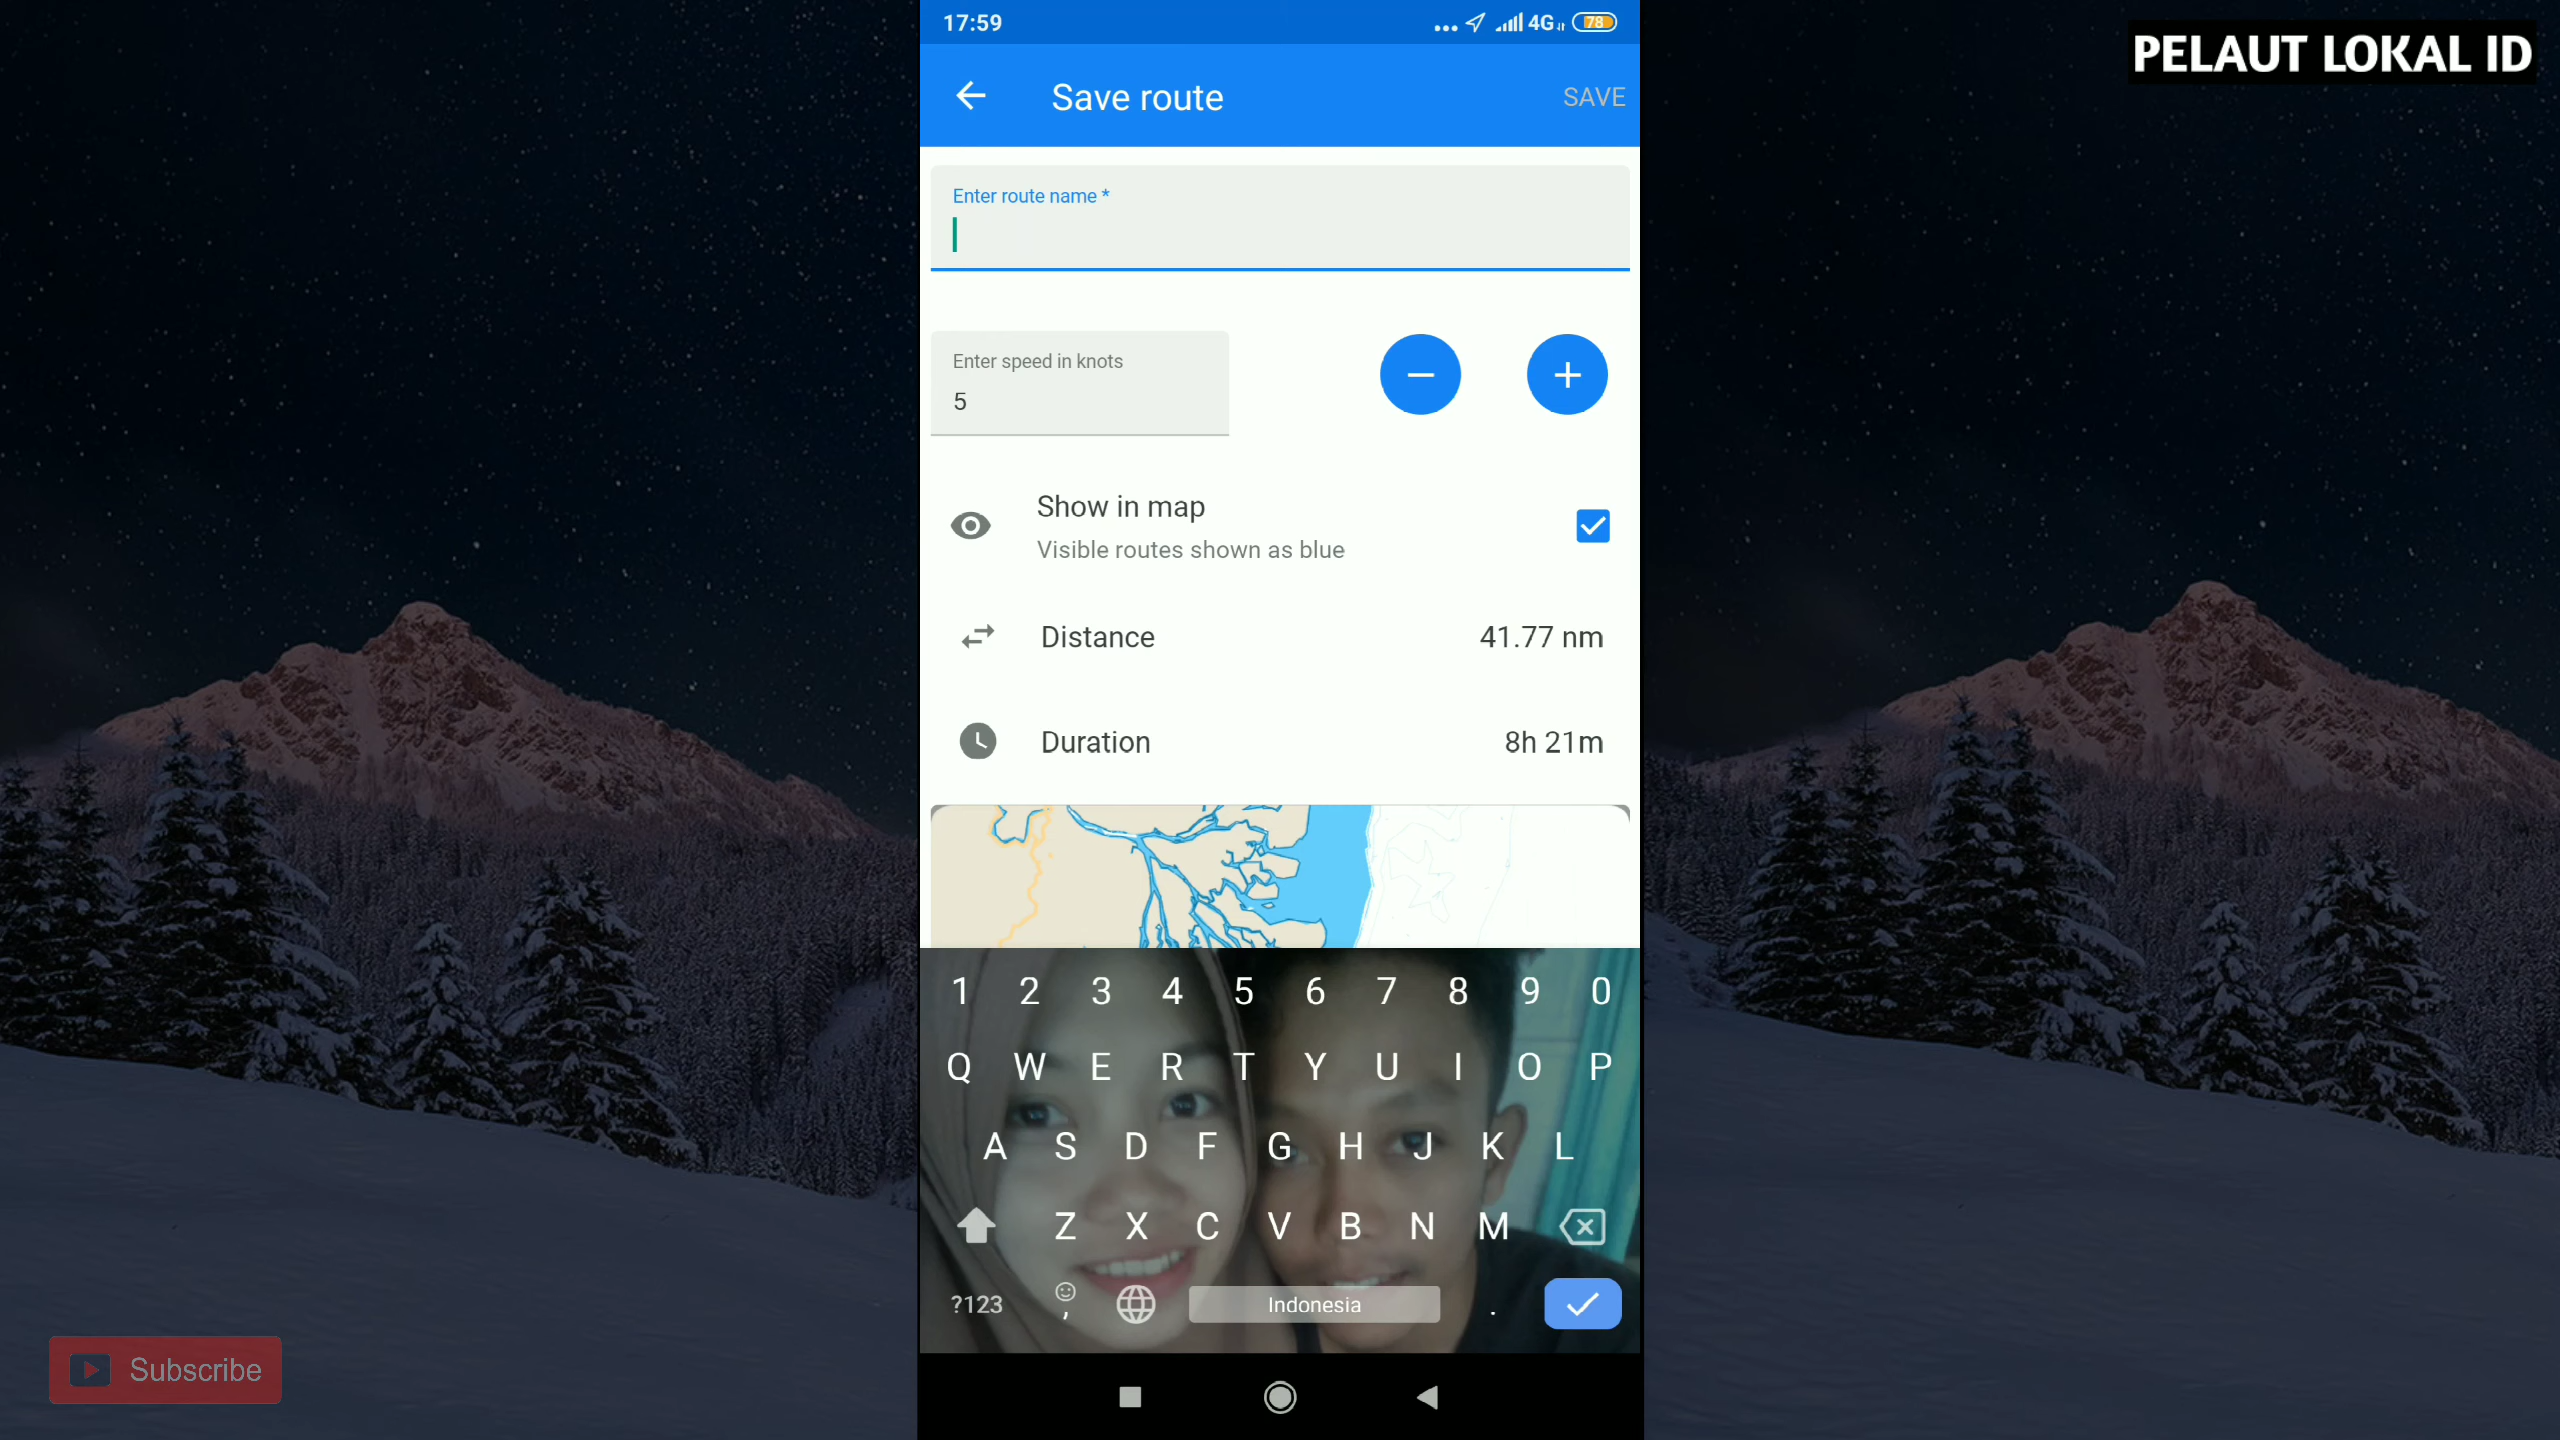 17:59
4G
78
PELAUT LOKAL ID
Save route
SAVE
Enter route name *
Enter speed in knots
5
Show in map
Visible routes shown as blue
Distance
41.77 nm
Duration
8h 21m
1 2 3 4 5 6 7 8 9 0
Q W E R T Y U I O P
A S D F G H J K L
Z X C V B N M
?123 , Indonesia .
Subscribe